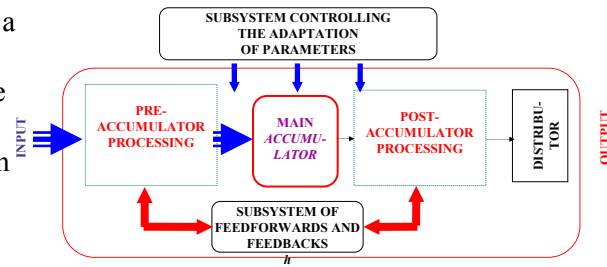 a
e
n
SUBSYSTEM CONTROLLING
THE ADAPTATION
OF PARAMETERS
INPUT
PRE-
ACCUMULATOR
PROCESSING
MAIN
ACCUMU-
LATOR
POST-
ACCUMULATOR
PROCESSING
DISTRIBU-
TOR
OUTPUT
SUBSYSTEM OF
FEEDFORWARDS AND
FEEDBACKS
h